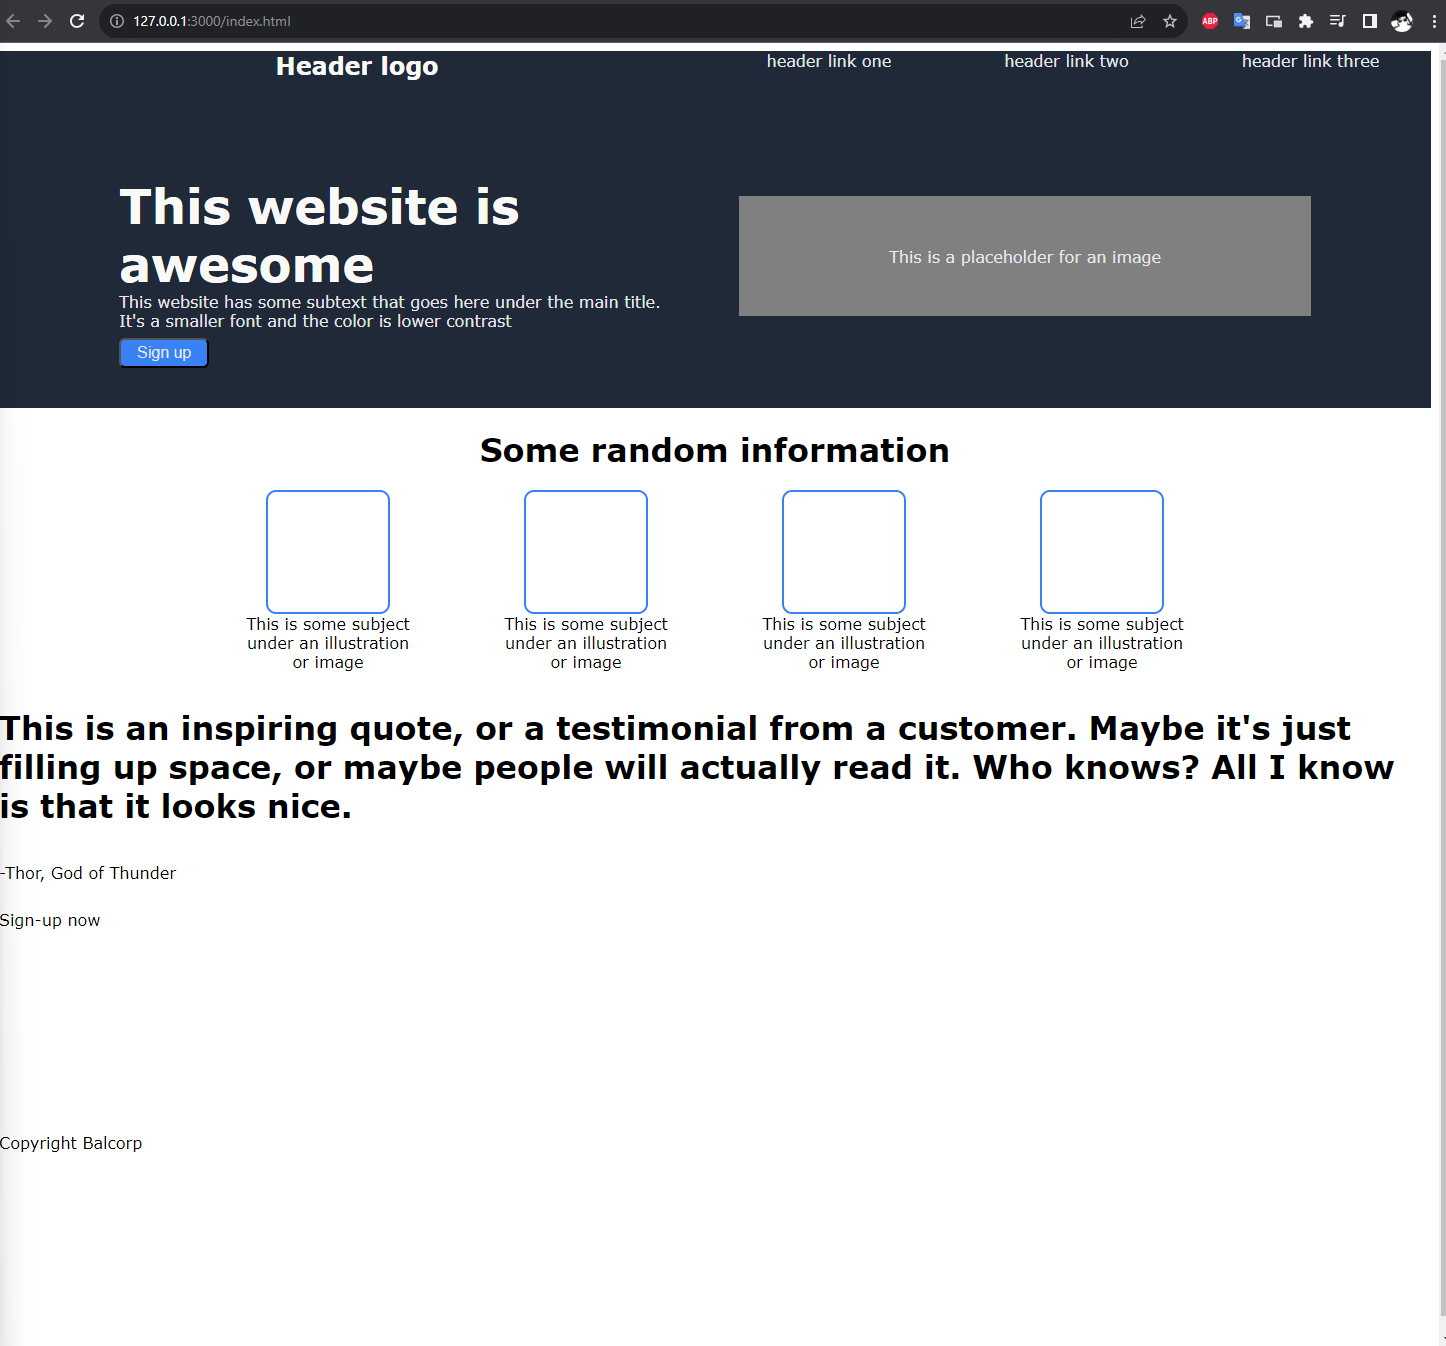 127.0.0.1:3000/index.html
ABP
Header logo
header link one
header link two
header link three
This website is
awesome
This website has some subtext that goes here under the main title.
It's a smaller font and the color is lower contrast
Sign up
This is a placeholder for an image
Some random information
This is some subject
under an illustration
or image
This is some subject
under an illustration
or image
This is some subject
under an illustration
or image
This is some subject
under an illustration
or image
This is an inspiring quote, or a testimonial from a customer. Maybe it's just
filling up space, or maybe people will actually read it. Who knows? All I know
is that it looks nice.
-Thor, God of Thunder
Sign-up now
Copyright Balcorp